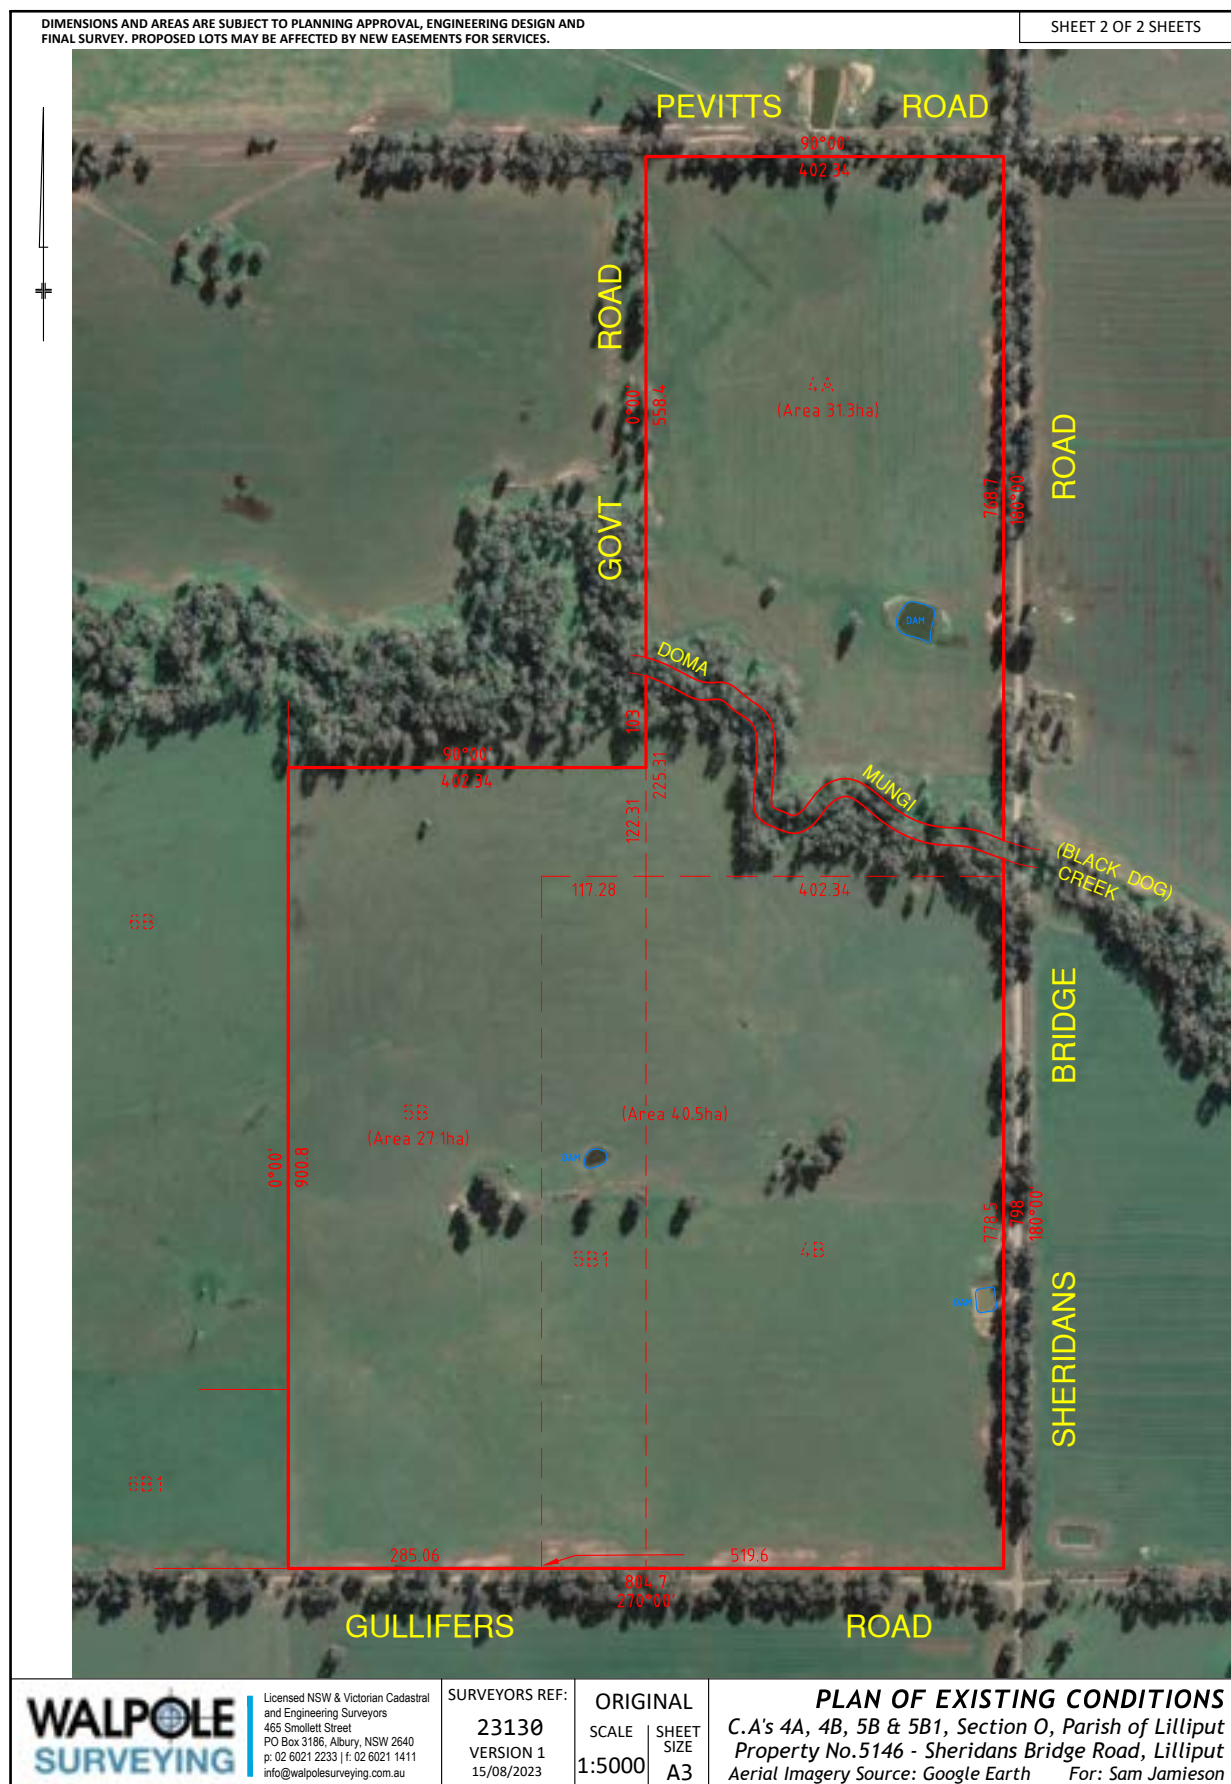 DIMENSIONS AND AREAS ARE SUBJECT TO PLANNING APPROVAL, ENGINEERING DESIGN AND
FINAL SURVEY. PROPOSED LOTS MAY BE AFFECTED BY NEW EASEMENTS FOR SERVICES.
SHEET 2 OF 2 SHEETS
PEVITTS ROAD
90°00'
402.34
ROAD
GOVT
0°00'
558.4
4A
(Area 31.3ha)
768.7
180°00'
ROAD
DAM
DOMA
MUNGI
(BLACK DOG)
CREEK
103
225.31
122.31
90°00'
402.34
117.28
402.34
6B
BRIDGE
5B
(Area 27.1ha)
(Area 40.5ha)
DAM
0°00'
900.8
778.5
798
180°00'
5B1
4B
DAM
SHERIDANS
6B1
285.06
519.6
804.7
270°00'
GULLIFERS ROAD
WALPOLE
SURVEYING
Licensed NSW & Victorian Cadastral
and Engineering Surveyors
465 Smollett Street
PO Box 3186, Albury, NSW 2640
p: 02 6021 2233 | f: 02 6021 1411
info@walpolesurveying.com.au
SURVEYORS REF:
23130
VERSION 1
15/08/2023
ORIGINAL
SCALE
1:5000
SHEET
SIZE
A3
PLAN OF EXISTING CONDITIONS
C.A's 4A, 4B, 5B & 5B1, Section O, Parish of Lilliput
Property No.5146 - Sheridans Bridge Road, Lilliput
Aerial Imagery Source: Google Earth For: Sam Jamieson